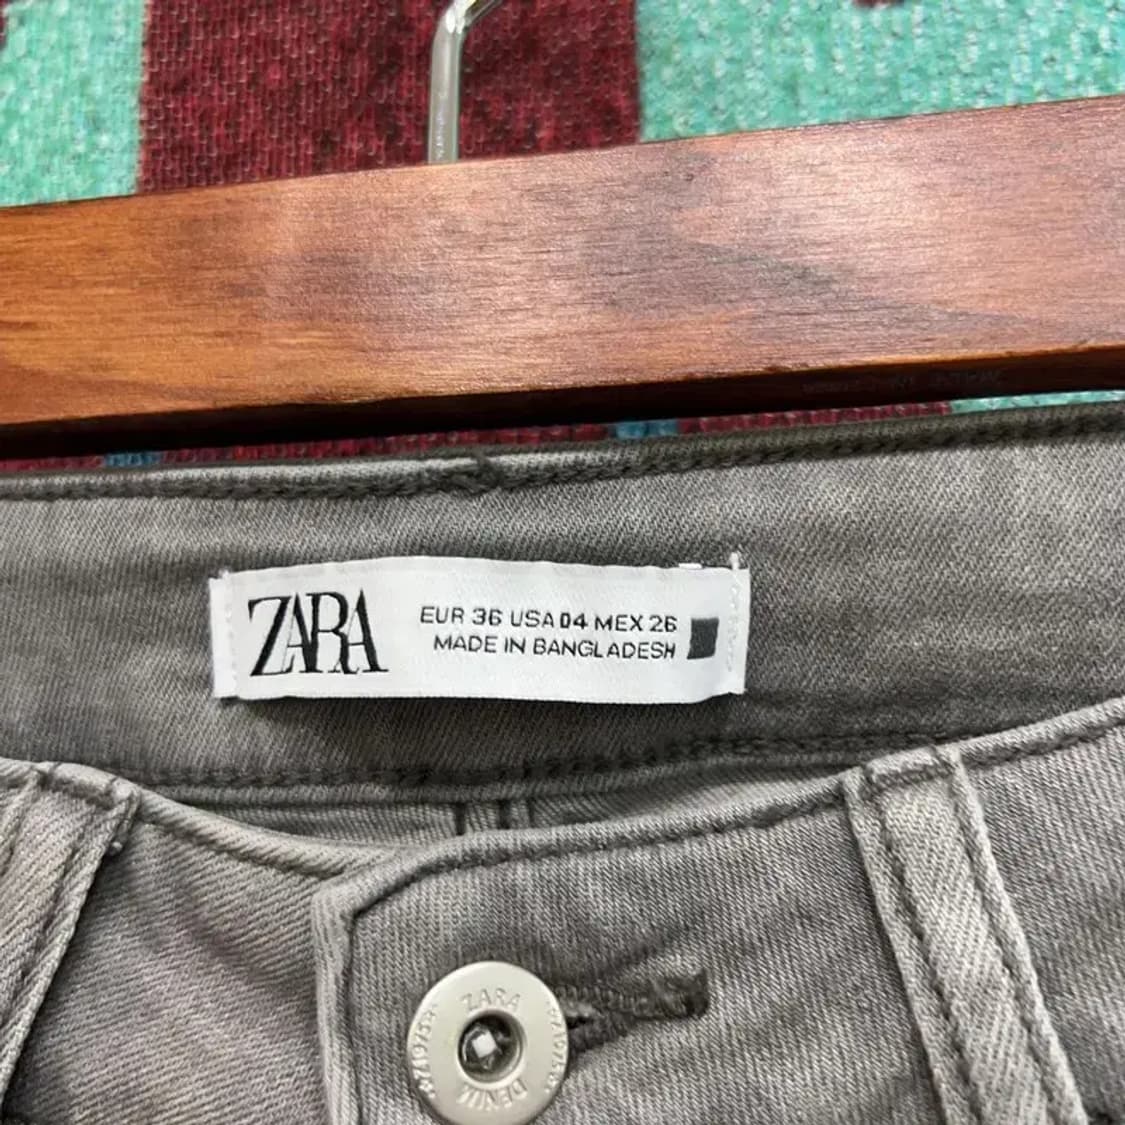 ZARA
EUR 36 USA 04 MEX 26
MADE IN BANGLADESH
ZARA
DENIM